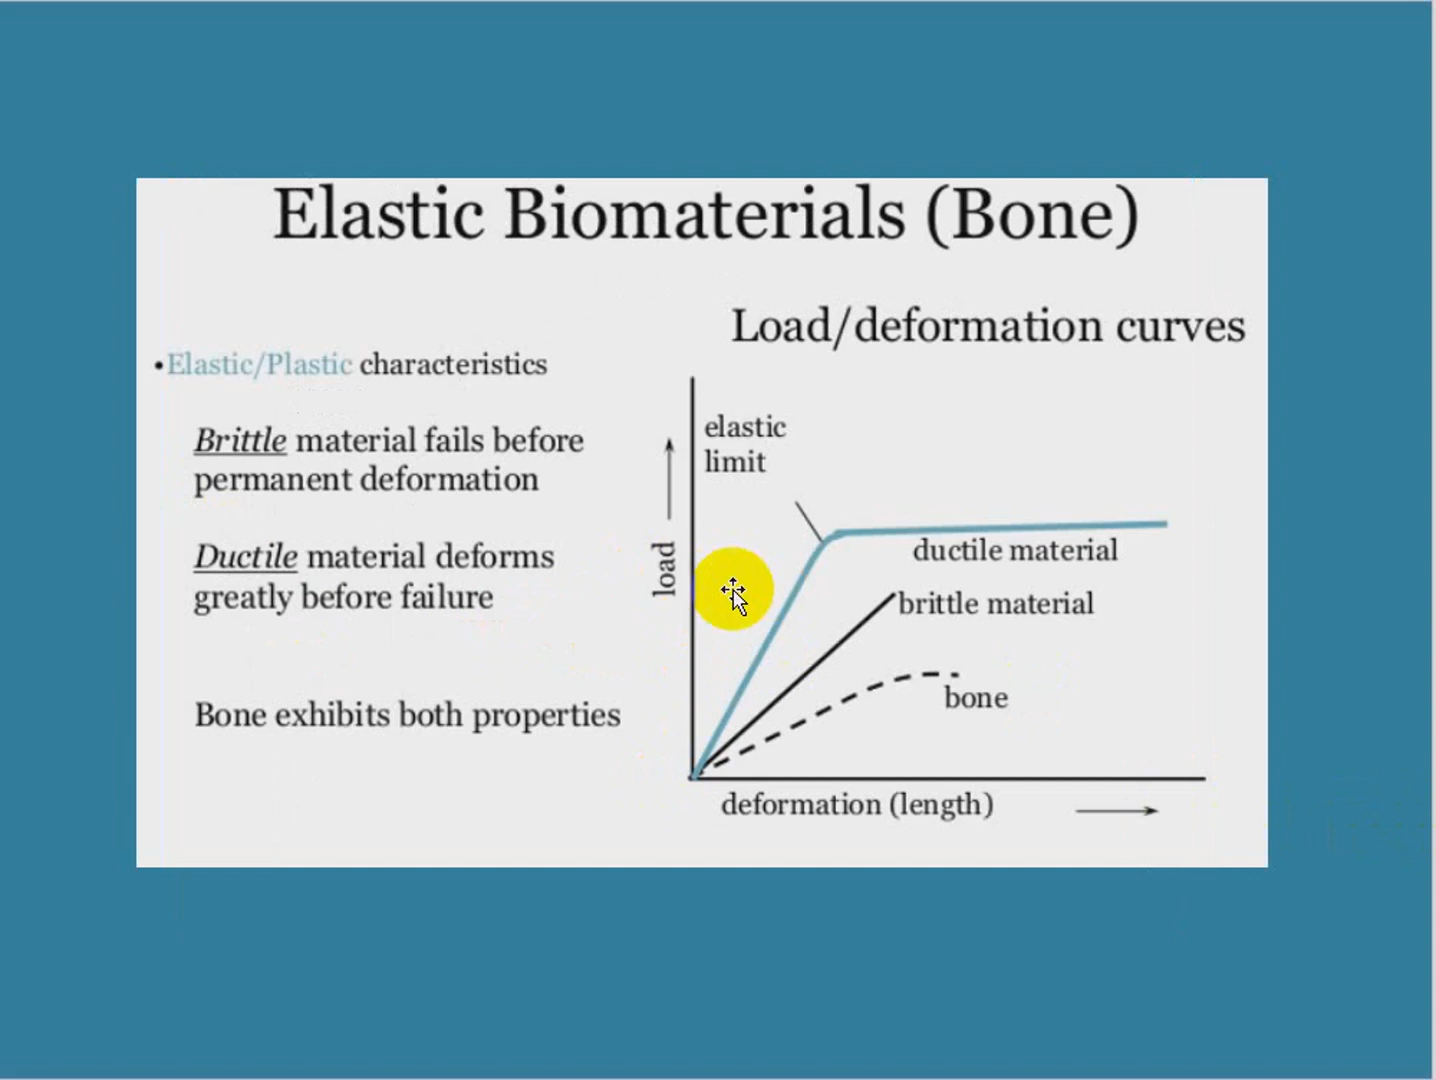 Elastic Biomaterials (Bone)
Load/deformation curves
•Elastic/Plastic characteristics
Brittle material fails before
permanent deformation
Ductile material deforms
greatly before failure
Bone exhibits both properties
elastic
limit
load
ductile material
brittle material
bone
deformation (length)